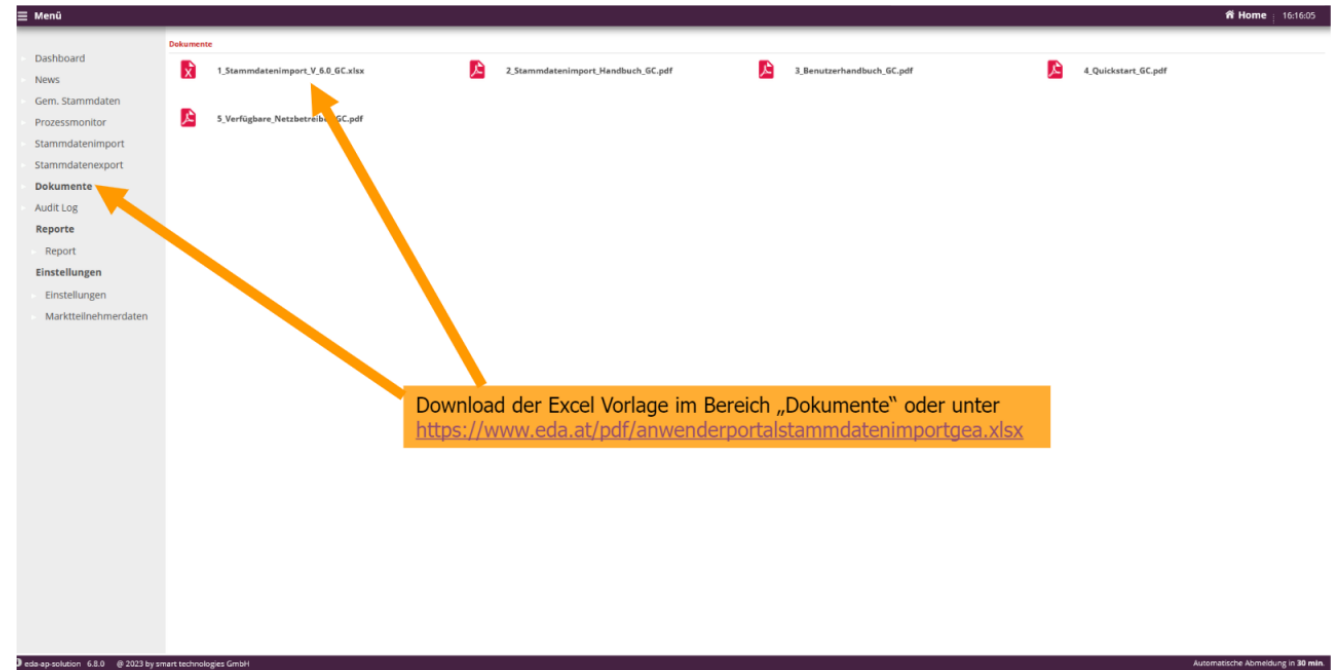 Menü
Home
16:16:05
Dashboard
News
Gem. Stammdaten
Prozessmonitor
Stammdatenimport
Stammdatenexport
Dokumente
Audit Log
Reporte
Report
Einstellungen
Einstellungen
Marktteilnehmerdaten
Dokumente
1_Stammdatenimport_V_6.0_GC.xlsx
2_Stammdatenimport_Handbuch_GC.pdf
3_Benutzerhandbuch_GC.pdf
4_Quickstart_GC.pdf
Download der Excel Vorlage im Bereich „Dokumente“ oder unter
https://www.eda.at/pdf/anwenderportalstammdatenimportgea.xlsx
eda-ap-solution 6.8.0 @ 2023 by smart technologies GmbH
Automatische Abmeldung in 30 min.